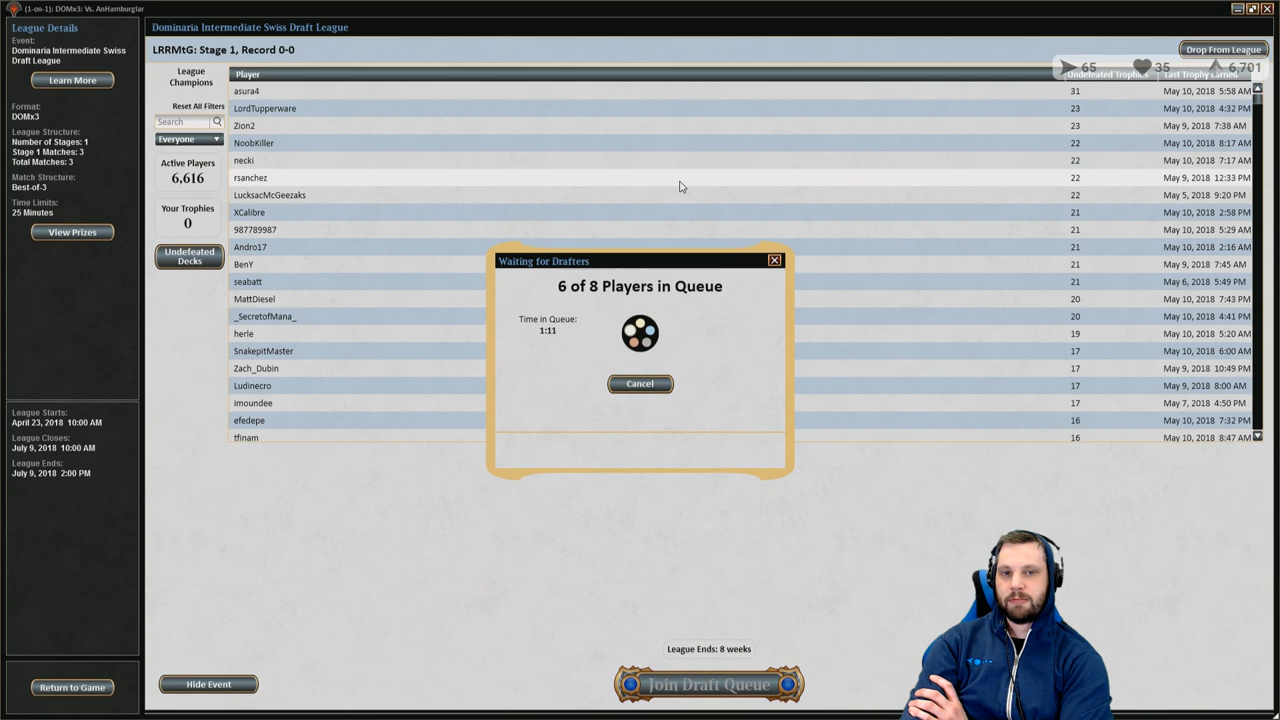 (1-on-1): DOMx3: Vs. AnHamburglar
League Details
Event:
Dominaria Intermediate Swiss
Draft League
Learn More
Format:
DOMx3
League Structure:
Number of Stages: 1
Stage 1 Matches: 3
Total Matches: 3
Match Structure:
Best-of-3
Time Limits:
25 Minutes
View Prizes
League Starts:
April 23, 2018 10:00 AM
League Closes:
July 9, 2018 10:00 AM
League Ends:
July 9, 2018 2:00 PM
Return to Game
Dominaria Intermediate Swiss Draft League
LRRMtG: Stage 1, Record 0-0
Drop From League
65 35 6,701
League
Champions
Reset All Filters
Search
Everyone
Active Players
6,616
Your Trophies
0
Undefeated
Decks
Player Undefeated Trophies Last Trophy Earned
asura4 31 May 10, 2018 5:58 AM
LordTupperware 23 May 10, 2018 4:32 PM
Zion2 23 May 9, 2018 7:38 AM
NoobKiller 22 May 10, 2018 8:17 AM
necki 22 May 10, 2018 7:17 AM
rsanchez 22 May 9, 2018 12:33 PM
LucksacMcGeezaks 22 May 5, 2018 9:20 PM
XCalibre 21 May 10, 2018 2:58 PM
987789987 21 May 10, 2018 5:29 AM
Andro17 21 May 10, 2018 2:16 AM
BenY 21 May 9, 2018 7:45 AM
seabatt 21 May 6, 2018 5:49 PM
MattDiesel 20 May 10, 2018 7:43 PM
_SecretofMana_ 20 May 10, 2018 4:41 PM
herle 19 May 10, 2018 5:20 AM
SnakepitMaster 17 May 10, 2018 6:00 AM
Zach_Dubin 17 May 9, 2018 10:49 PM
Ludinecro 17 May 9, 2018 8:00 AM
imoundee 17 May 7, 2018 4:50 PM
efedepe 16 May 10, 2018 7:32 PM
tfinam 16 May 10, 2018 8:47 AM
Waiting for Drafters
6 of 8 Players in Queue
Time in Queue:
1:11
Cancel
League Ends: 8 weeks
Hide Event
Join Draft Queue